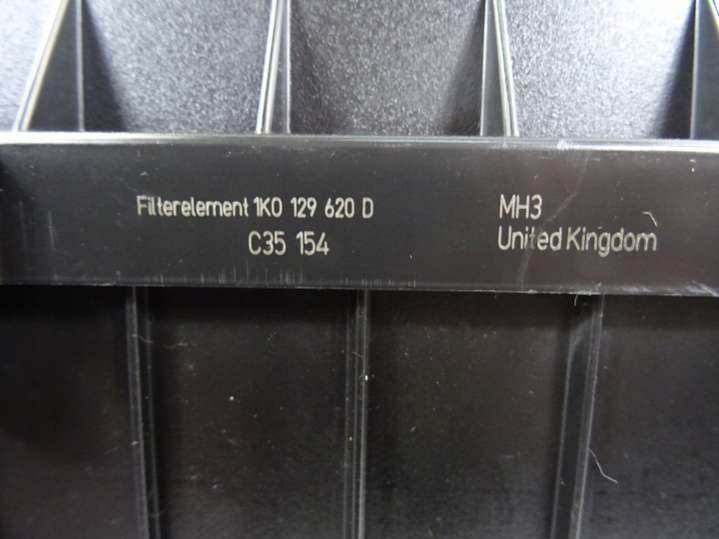 Filterelement 1K0 129 620 D
C35 154
MH3
United Kingdom